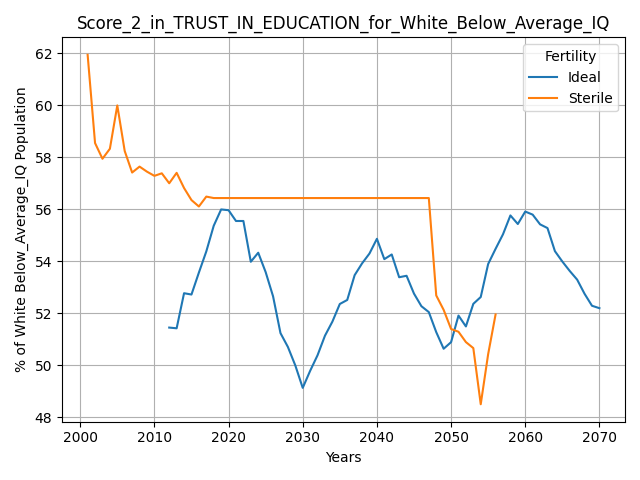 Score_2_in_TRUST_IN_EDUCATION_for_White_Below_Average_IQ
% of White Below_Average_IQ Population
62
60
58
56
54
52
50
48
Fertility
Ideal
Sterile
2000 2010 2020 2030 2040 2050 2060 2070
Years